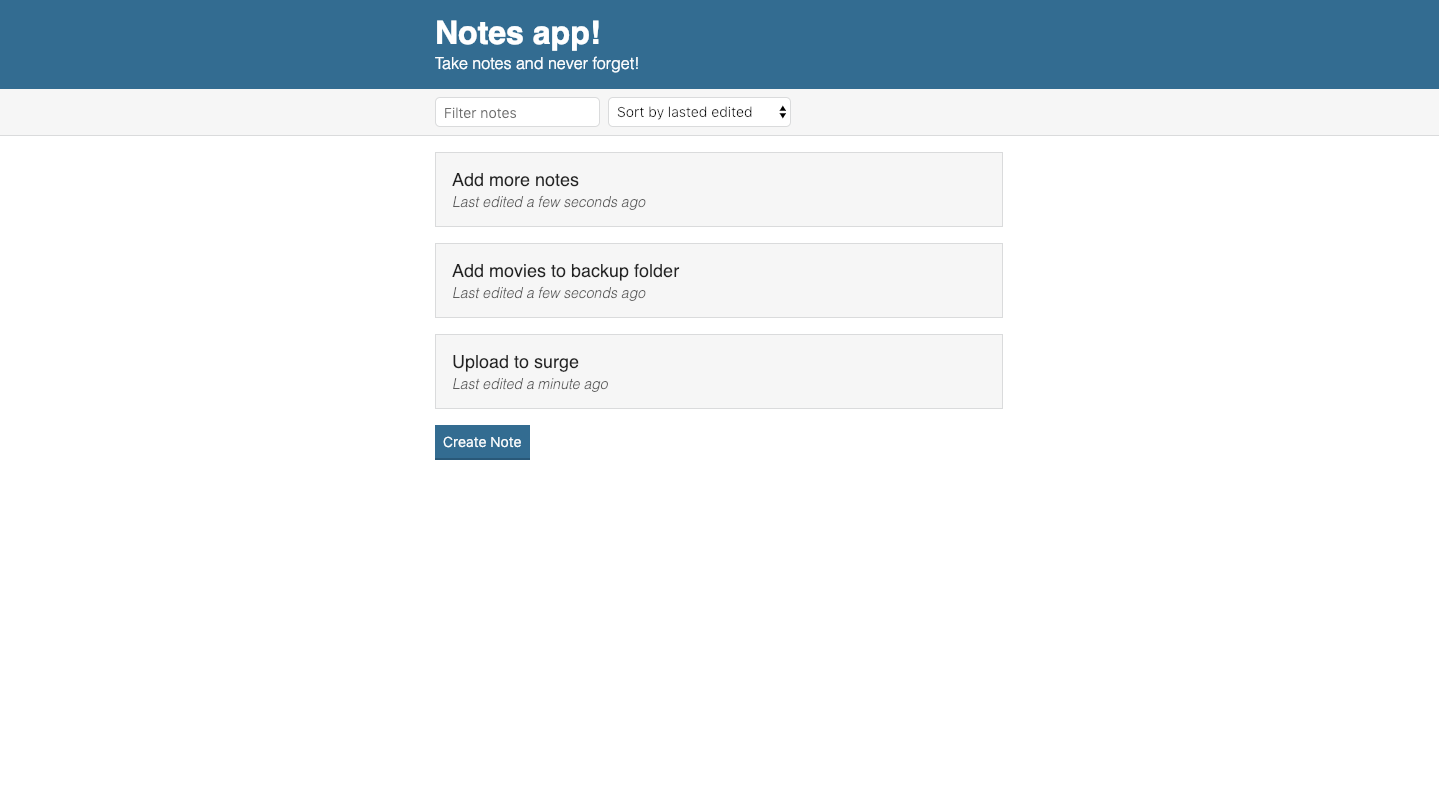 Notes app!
Take notes and never forget!
Filter notes
Sort by lasted edited
Add more notes
Last edited a few seconds ago
Add movies to backup folder
Last edited a few seconds ago
Upload to surge
Last edited a minute ago
Create Note